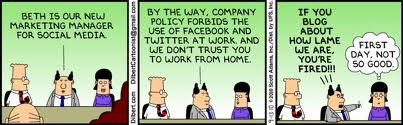 BETH IS OUR NEW
MARKETING MANAGER
FOR SOCIAL MEDIA.
BY THE WAY, COMPANY
POLICY FORBIDS THE
USE OF FACEBOOK AND
TWITTER AT WORK. AND
WE DON'T TRUST YOU
TO WORK FROM HOME.
IF YOU
BLOG
ABOUT
HOW LAME
WE ARE,
YOU'RE
FIRED!!!
FIRST
DAY, NOT
SO GOOD.
Dilbert.com
DilbertCartoonist@gmail.com
9-13-10 © 2010 Scott Adams, Inc./Dist. by UFS, Inc.